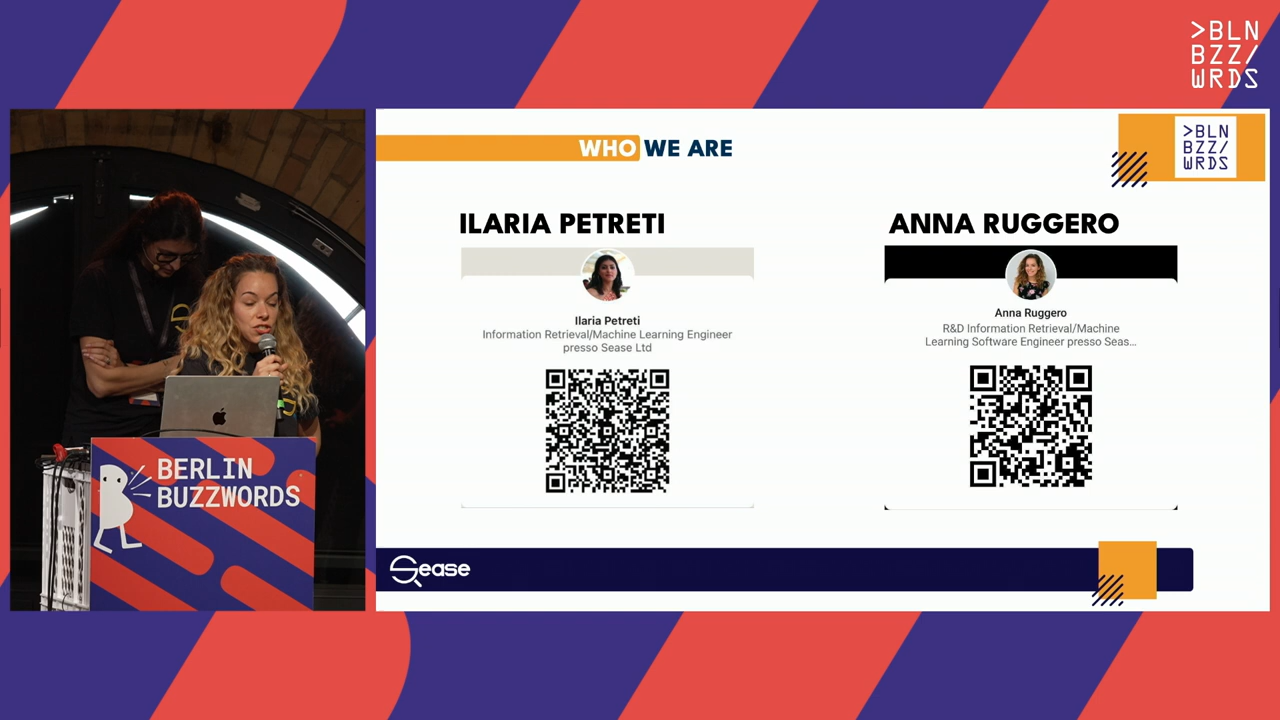 >BLN
BZZ/
WRDS
WHO WE ARE
>BLN
BZZ/
WRDS
ILARIA PETRETI
Ilaria Petreti
Information Retrieval/Machine Learning Engineer
presso Sease Ltd
ANNA RUGGERO
Anna Ruggero
R&D Information Retrieval/Machine
Learning Software Engineer presso Seas...
BERLIN
BUZZWORDS
Sease